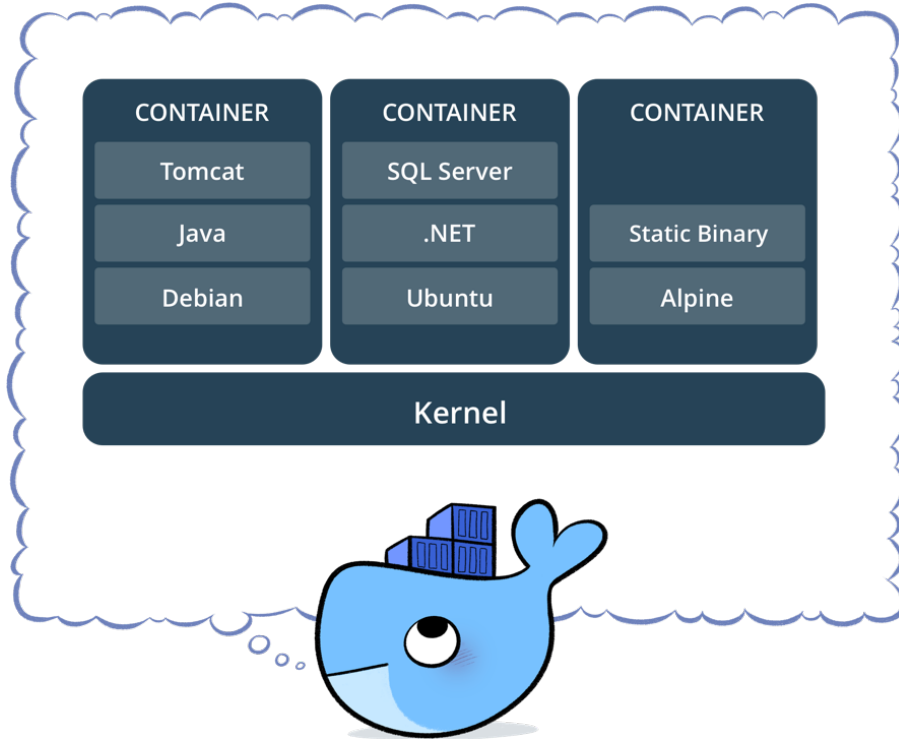 CONTAINER
Tomcat
Java
Debian
CONTAINER
SQL Server
.NET
Ubuntu
CONTAINER
Static Binary
Alpine
Kernel